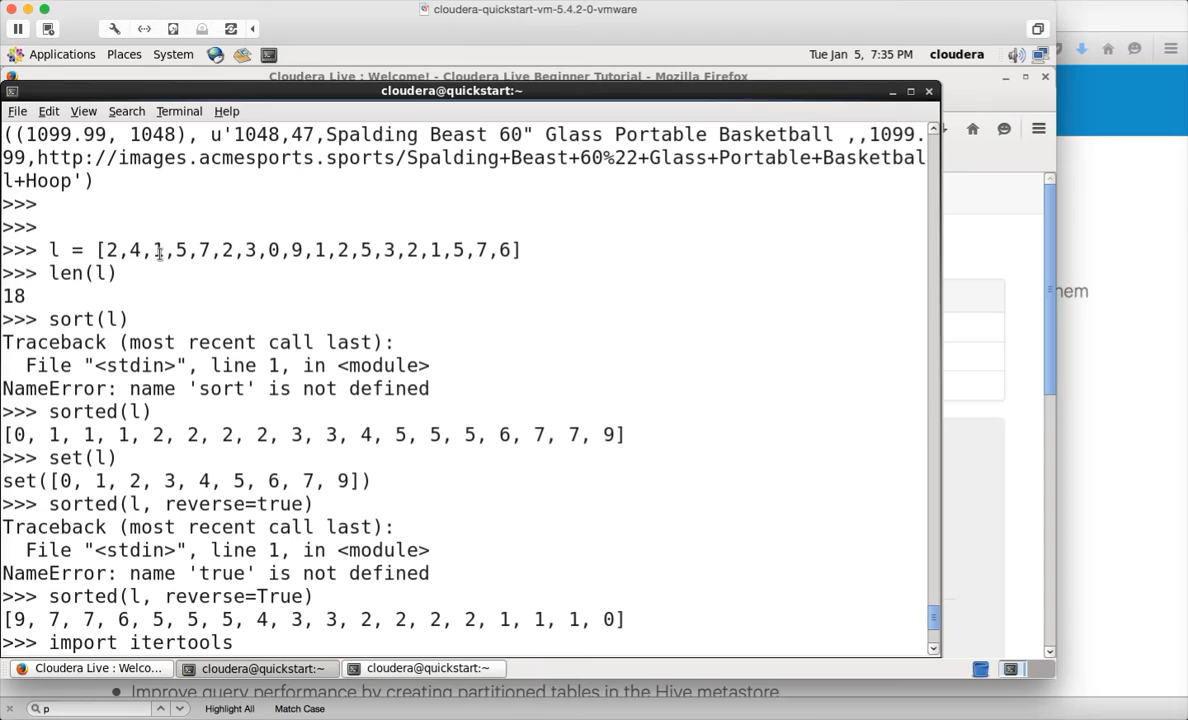 cloudera-quickstart-vm-5.4.2-0-vmware
Applications Places System
Tue Jan 5, 7:35 PM cloudera
Cloudera Live : Welcome! - Cloudera Live Beginner Tutorial - Mozilla Firefox
cloudera@quickstart:~
File Edit View Search Terminal Help
((1099.99, 1048), u'1048,47,Spalding Beast 60" Glass Portable Basketball ,,1099.
99,http://images.acmesports.sports/Spalding+Beast+60%22+Glass+Portable+Basketbal
l+Hoop')
>>>
>>>
>>> l = [2,4,1,5,7,2,3,0,9,1,2,5,3,2,1,5,7,6]
>>> len(l)
18
>>> sort(l)
Traceback (most recent call last):
  File "<stdin>", line 1, in <module>
NameError: name 'sort' is not defined
>>> sorted(l)
[0, 1, 1, 1, 2, 2, 2, 2, 3, 3, 4, 5, 5, 5, 6, 7, 7, 9]
>>> set(l)
set([0, 1, 2, 3, 4, 5, 6, 7, 9])
>>> sorted(l, reverse=true)
Traceback (most recent call last):
  File "<stdin>", line 1, in <module>
NameError: name 'true' is not defined
>>> sorted(l, reverse=True)
[9, 7, 7, 6, 5, 5, 5, 4, 3, 3, 2, 2, 2, 2, 1, 1, 1, 0]
>>> import itertools
hem
Cloudera Live : Welco... cloudera@quickstart:~ cloudera@quickstart:~
Improve query performance by creating partitioned tables in the Hive metastore
p Highlight All Match Case